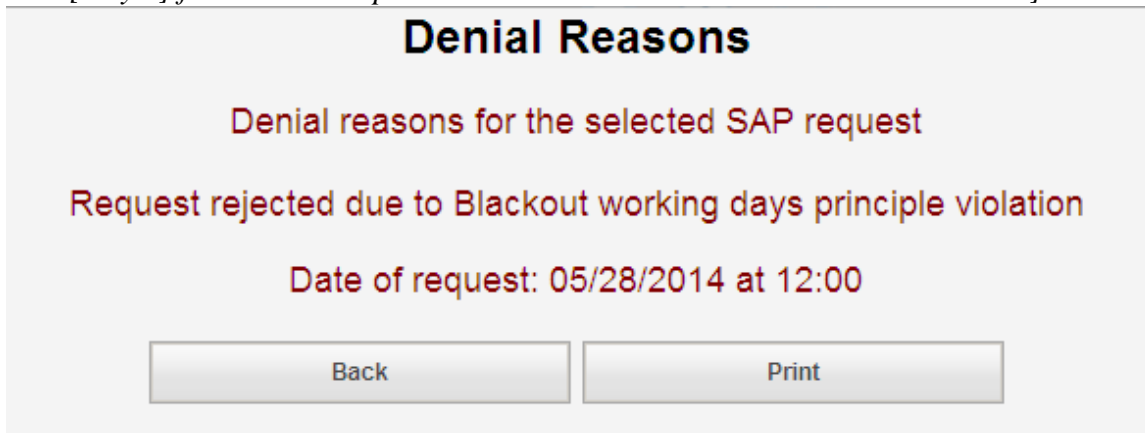 Denial Reasons
Denial reasons for the selected SAP request
Request rejected due to Blackout working days principle violation
Date of request: 05/28/2014 at 12:00
Back Print